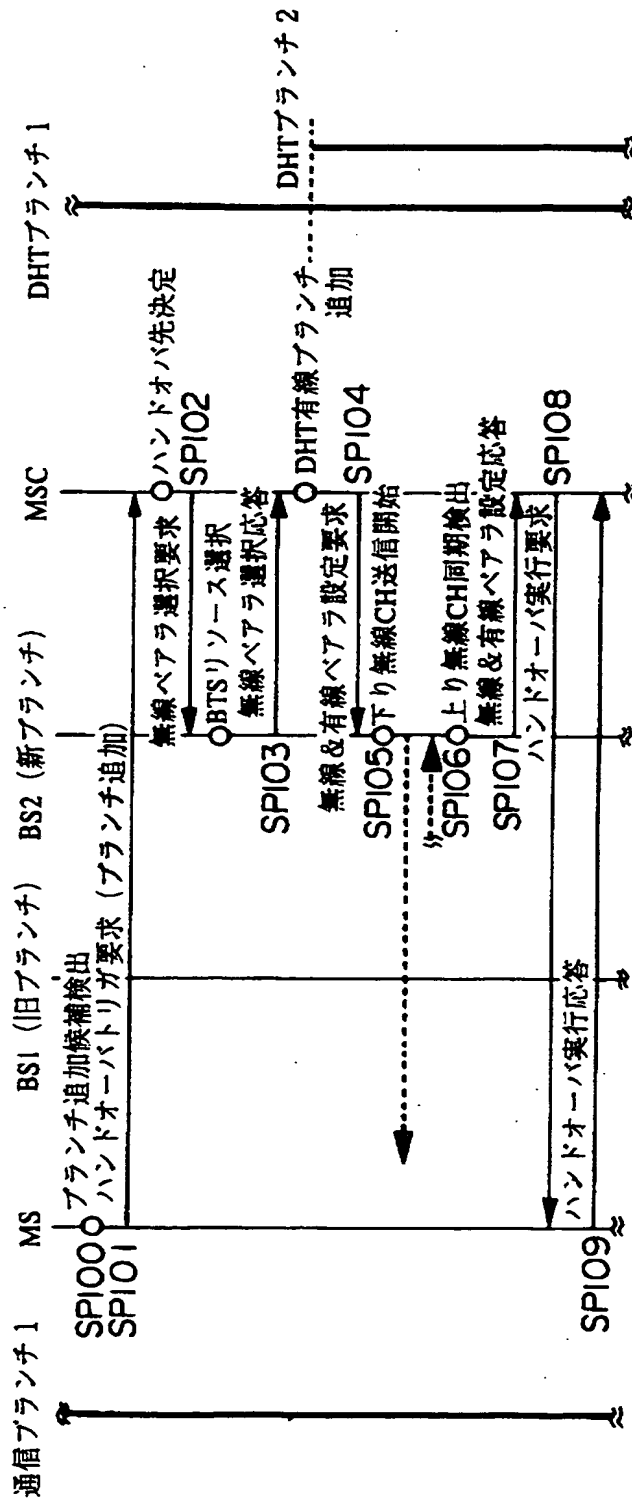 通信ブランチ1
MS
BS1 (旧ブランチ)
BS2 (新ブランチ)
MSC
DHTブランチ1
SP100
ブランチ追加候補検出
SP101
ハンドオーバトリガ要求 (ブランチ追加)
ハンドオバ先決定
SP102
無線ベアラ選択要求
BTSリソース選択
SP103
無線ベアラ選択応答
DHT有線ブランチ追加
DHTブランチ2
SP104
無線&有線ベアラ設定要求
SP105
下り無線CH送信開始
SP106
上り無線CH同期検出
SP107
無線&有線ベアラ設定応答
SP108
ハンドオーバ実行要求
SP109
ハンドオーバ実行応答